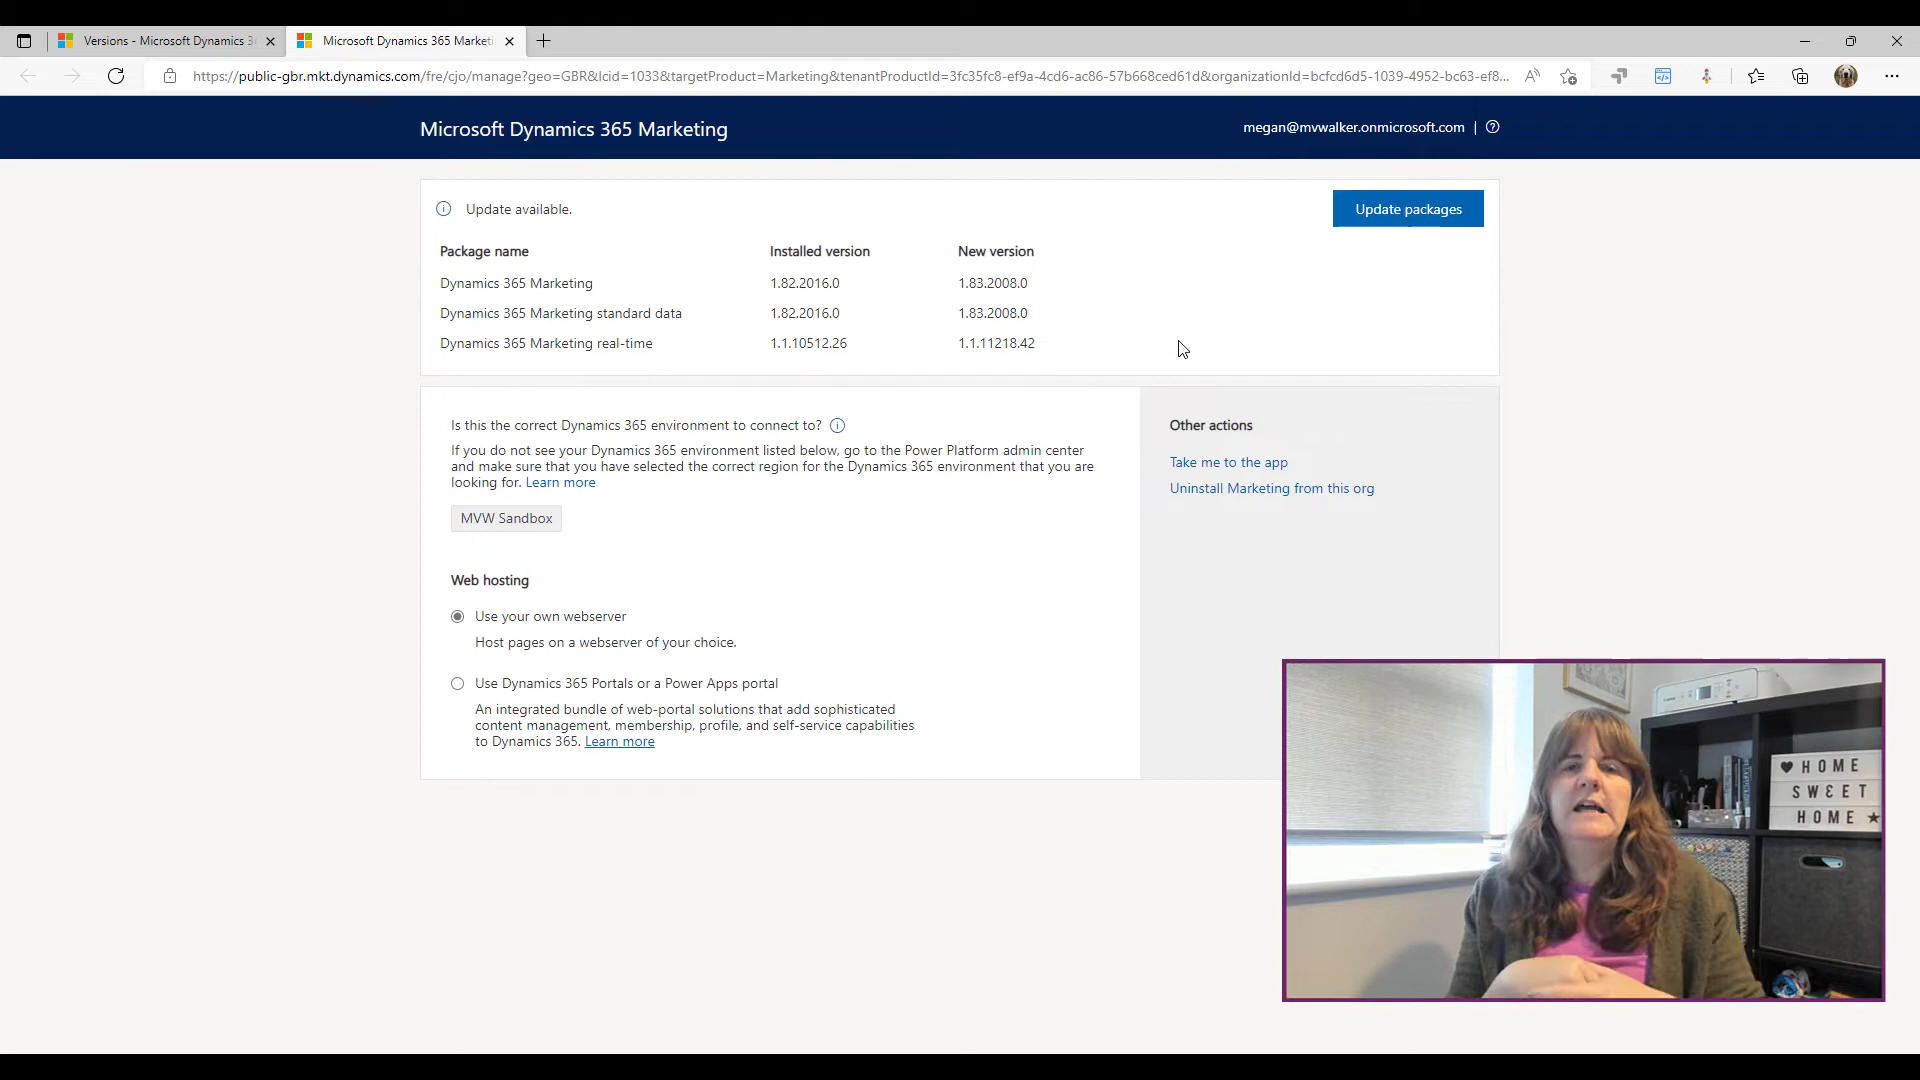 Versions - Microsoft Dynamics 3
Microsoft Dynamics 365 Marketi
https://public-gbr.mkt.dynamics.com/fre/cjo/manage?geo=GBR&lcid=1033&targetProduct=Marketing&tenantProductId=3fc35fc8-ef9a-4cd6-ac86-57b668ced61d&organizationId=bcfcd6d5-1039-4952-bc63-ef8...
Microsoft Dynamics 365 Marketing
megan@mvwalker.onmicrosoft.com |
Update available.
Update packages
Package name Installed version New version
Dynamics 365 Marketing 1.82.2016.0 1.83.2008.0
Dynamics 365 Marketing standard data 1.82.2016.0 1.83.2008.0
Dynamics 365 Marketing real-time 1.1.10512.26 1.1.11218.42
Is this the correct Dynamics 365 environment to connect to?
If you do not see your Dynamics 365 environment listed below, go to the Power Platform admin center
and make sure that you have selected the correct region for the Dynamics 365 environment that you are
looking for. Learn more
MVW Sandbox
Web hosting
Use your own webserver
Host pages on a webserver of your choice.
Use Dynamics 365 Portals or a Power Apps portal
An integrated bundle of web-portal solutions that add sophisticated
content management, membership, profile, and self-service capabilities
to Dynamics 365. Learn more
Other actions
Take me to the app
Uninstall Marketing from this org
♥ HOME
SWEET
HOME ★